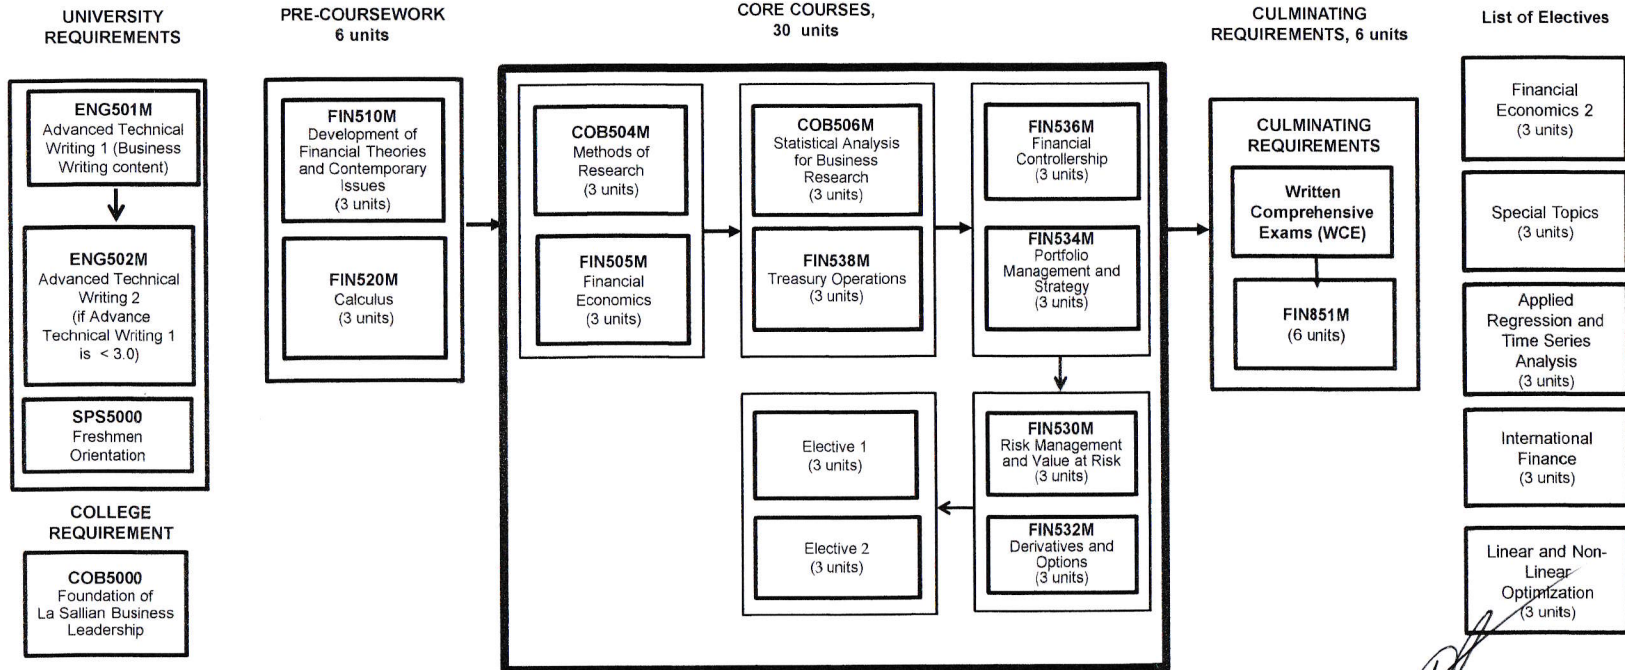 UNIVERSITY
REQUIREMENTS
ENG501M
Advanced Technical
Writing 1 (Business
Writing content)
ENG502M
Advanced Technical
Writing 2
(if Advance
Technical Writing 1
is < 3.0)
SPS5000
Freshmen
Orientation
COLLEGE
REQUIREMENT
COB5000
Foundation of
La Sallian Business
Leadership
PRE-COURSEWORK
6 units
FIN510M
Development of
Financial Theories
and Contemporary
Issues
(3 units)
FIN520M
Calculus
(3 units)
CORE COURSES,
30 units
COB504M
Methods of
Research
(3 units)
FIN505M
Financial
Economics
(3 units)
COB506M
Statistical Analysis
for Business
Research
(3 units)
FIN538M
Treasury Operations
(3 units)
FIN536M
Financial
Controllership
(3 units)
FIN534M
Portfolio
Management and
Strategy
(3 units)
FIN530M
Risk Management
and Value at Risk
(3 units)
FIN532M
Derivatives and
Options
(3 units)
Elective 1
(3 units)
Elective 2
(3 units)
CULMINATING
REQUIREMENTS, 6 units
CULMINATING
REQUIREMENTS
Written
Comprehensive
Exams (WCE)
FIN851M
(6 units)
List of Electives
Financial
Economics 2
(3 units)
Special Topics
(3 units)
Applied
Regression and
Time Series
Analysis
(3 units)
International
Finance
(3 units)
Linear and Non-
Linear
Optimization
(3 units)